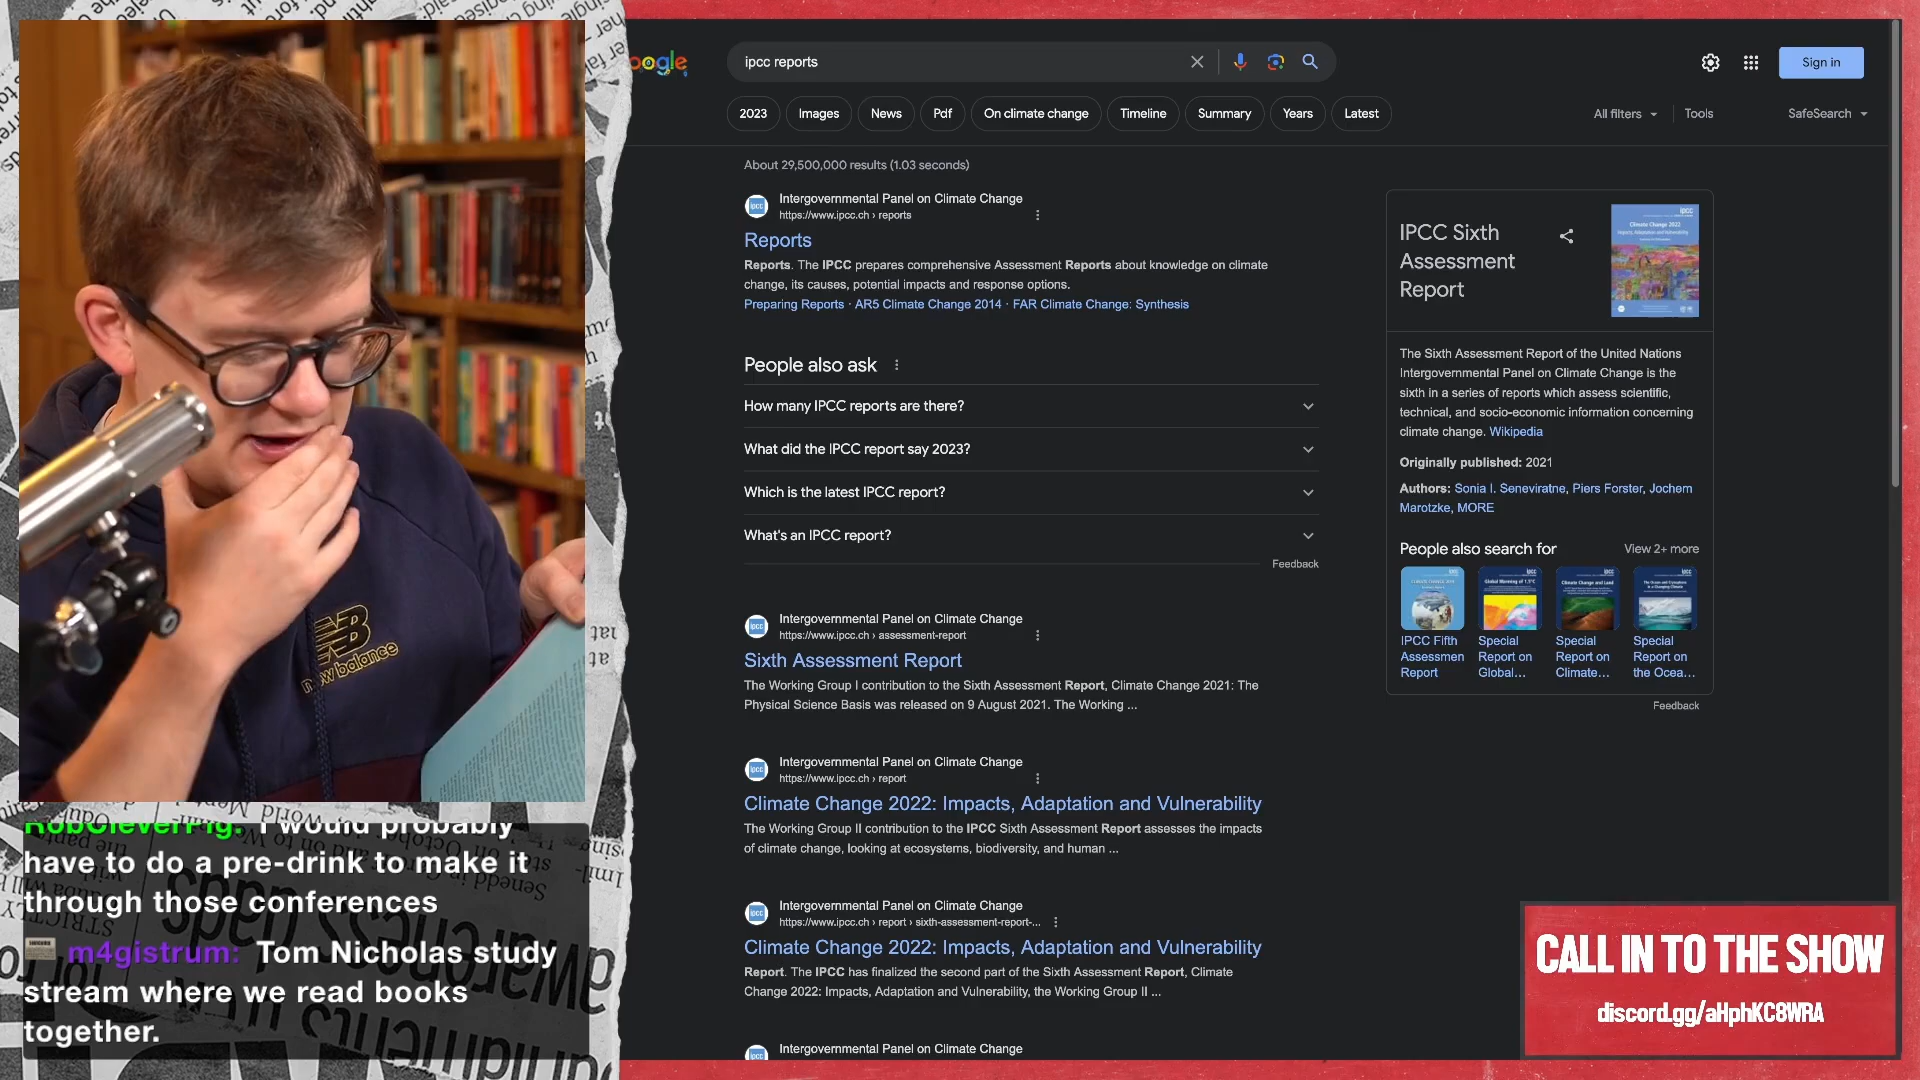 ipcc reports
Sign in
2023
Images
News
Pdf
On climate change
Timeline
Summary
Years
Latest
All filters
Tools
SafeSearch
About 29,500,000 results (1.03 seconds)
Intergovernmental Panel on Climate Change
https://www.ipcc.ch › reports
Reports
Reports. The IPCC prepares comprehensive Assessment Reports about knowledge on climate
change, its causes, potential impacts and response options.
Preparing Reports · AR5 Climate Change 2014 · FAR Climate Change: Synthesis
People also ask
How many IPCC reports are there?
What did the IPCC report say 2023?
Which is the latest IPCC report?
What's an IPCC report?
Feedback
Intergovernmental Panel on Climate Change
https://www.ipcc.ch › assessment-report
Sixth Assessment Report
The Working Group I contribution to the Sixth Assessment Report, Climate Change 2021: The
Physical Science Basis was released on 9 August 2021. The Working ...
Intergovernmental Panel on Climate Change
https://www.ipcc.ch › report
Climate Change 2022: Impacts, Adaptation and Vulnerability
The Working Group II contribution to the IPCC Sixth Assessment Report assesses the impacts
of climate change, looking at ecosystems, biodiversity, and human ...
Intergovernmental Panel on Climate Change
https://www.ipcc.ch › report › sixth-assessment-report-...
Climate Change 2022: Impacts, Adaptation and Vulnerability
Report. The IPCC has finalized the second part of the Sixth Assessment Report, Climate
Change 2022: Impacts, Adaptation and Vulnerability, the Working Group II ...
Intergovernmental Panel on Climate Change
IPCC Sixth
Assessment
Report
The Sixth Assessment Report of the United Nations
Intergovernmental Panel on Climate Change is the
sixth in a series of reports which assess scientific,
technical, and socio-economic information concerning
climate change. Wikipedia
Originally published: 2021
Authors: Sonia I. Seneviratne, Piers Forster, Jochem
Marotzke, MORE
People also search for
View 2+ more
IPCC Fifth
Assessmen
Report
Special
Report on
Global...
Special
Report on
Climate...
Special
Report on
the Ocea...
Feedback
new balance
RobCleverPig: I would probably
have to do a pre-drink to make it
through those conferences
m4gistrum: Tom Nicholas study
stream where we read books
together.
CALL IN TO THE SHOW
discord.gg/aHphKC8WRA